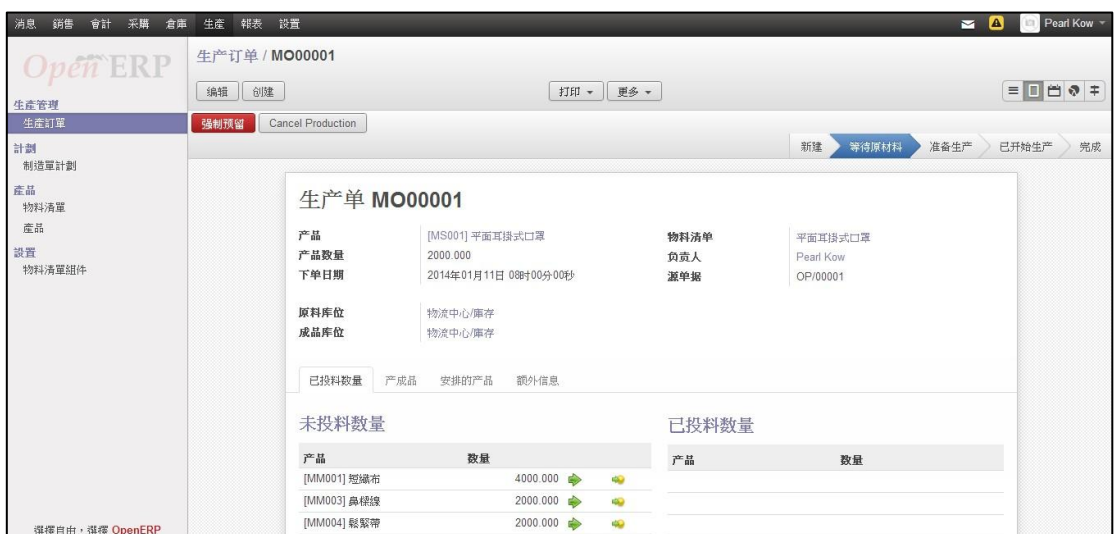 消息 銷售 會計 采購 倉庫 生產 報表 設置 Pearl Kow
Open ERP
生產管理
生產訂單
計劃
制造單計劃
產品
物料清單
產品
設置
物料清單組件
選擇自由，選擇 OpenERP
生产订单 / MO00001
编辑 创建 打印 更多
強制预留 Cancel Production
新建 等待原材料 准备生产 已开始生产 完成
生产单 MO00001
产品 [MS001] 平面耳掛式口罩 物料清单 平面耳掛式口罩
产品数量 2000.000 负责人 Pearl Kow
下单日期 2014年01月11日 08时00分00秒 源单据 OP/00001
原料库位 物流中心/庫存
成品库位 物流中心/庫存
已投料数量 产成品 安排的产品 额外信息
未投料数量 已投料数量
产品 数量 产品 数量
[MM001] 短纖布 4000.000
[MM003] 鼻樑線 2000.000
[MM004] 鬆緊帶 2000.000